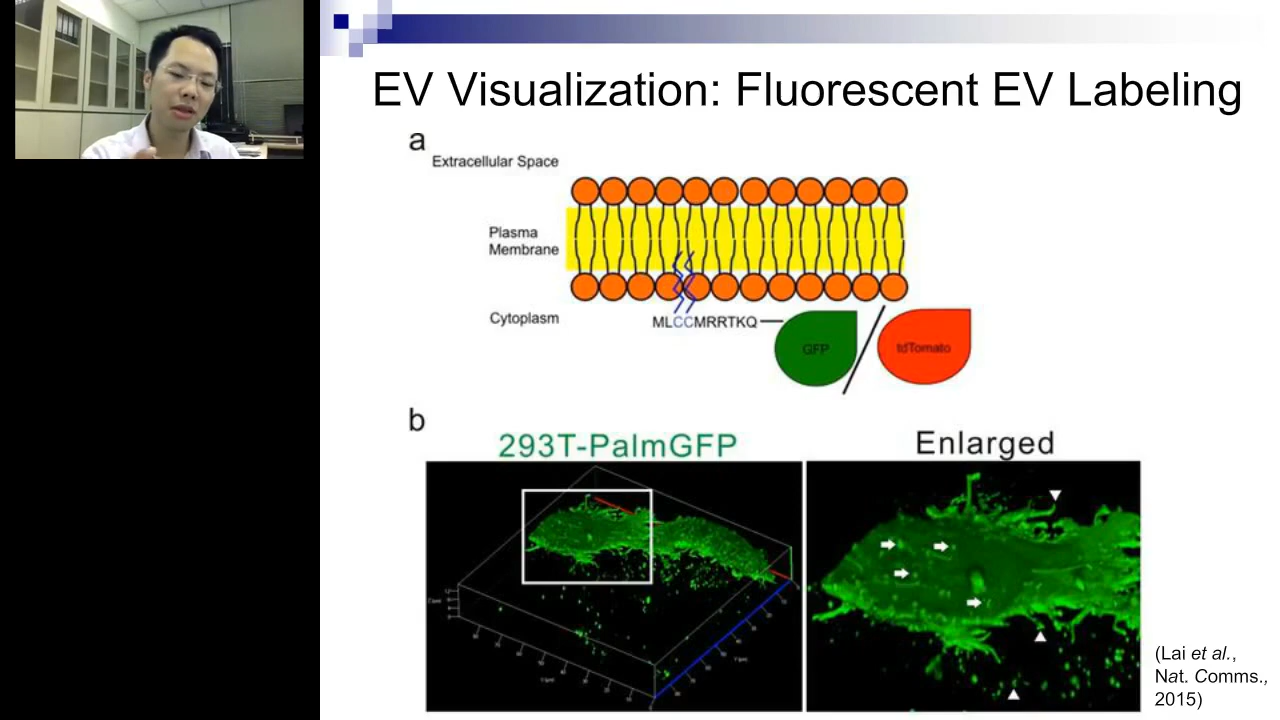 EV Visualization: Fluorescent EV Labeling
a
Extracellular Space
Plasma
Membrane
Cytoplasm
MLCCMRRTKQ
GFP
tdTomato
b
293T-PalmGFP
Enlarged
(Lai et al.,
Nat. Comms.,
2015)